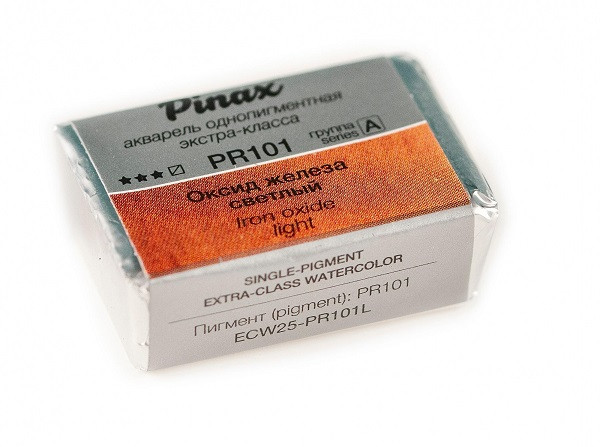 Pinax
акварель однопигментная
экстра-класса
PR101
группа
series A
★★★
Оксид железа
светлый
Iron oxide
light
SINGLE-PIGMENT
EXTRA-CLASS WATERCOLOR
Пигмент (pigment): PR101
ECW25-PR101L